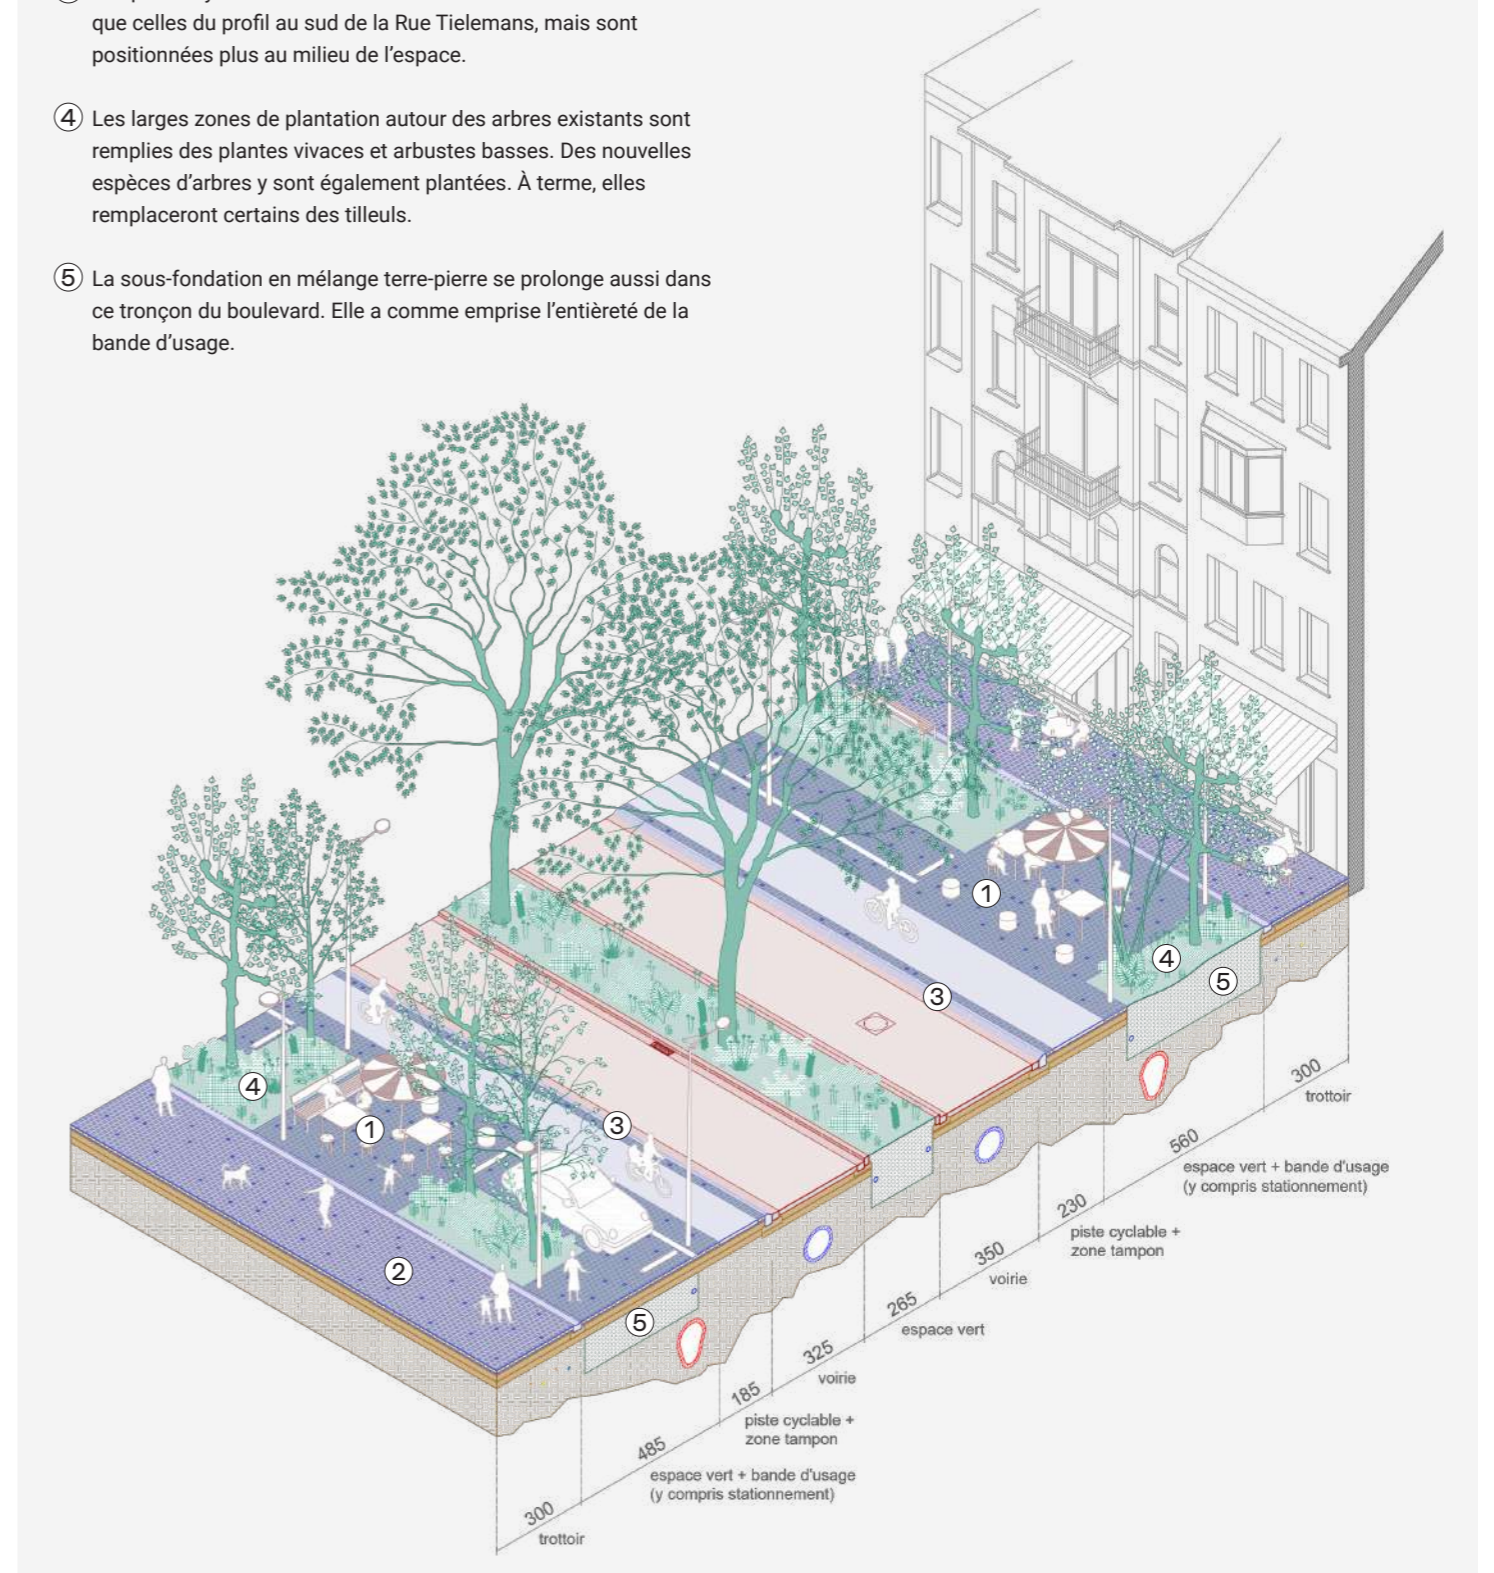 que celles du profil au sud de la Rue Tielemans, mais sont
positionnées plus au milieu de l'espace.
④ Les larges zones de plantation autour des arbres existants sont
remplies des plantes vivaces et arbustes basses. Des nouvelles
espèces d'arbres y sont également plantées. À terme, elles
remplaceront certains des tilleuls.
⑤ La sous-fondation en mélange terre-pierre se prolonge aussi dans
ce tronçon du boulevard. Elle a comme emprise l'entièreté de la
bande d'usage.
①
④
⑤
③
④
①
③
②
⑤
300
trottoir
560
espace vert + bande d'usage
(y compris stationnement)
230
piste cyclable +
zone tampon
350
voirie
265
espace vert
325
voirie
185
piste cyclable +
zone tampon
485
espace vert + bande d'usage
(y compris stationnement)
300
trottoir